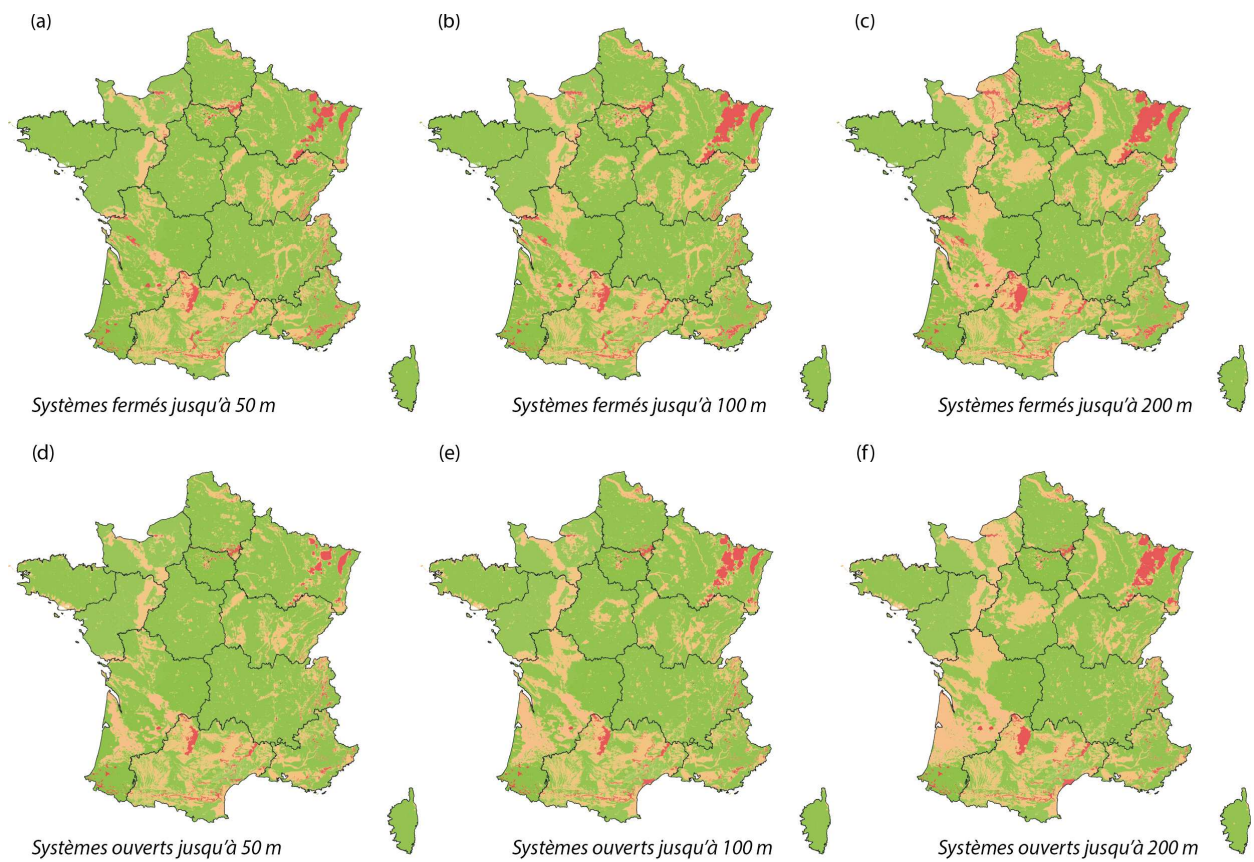 (a)
(b)
(c)
Systèmes fermés jusqu’à 50 m
Systèmes fermés jusqu’à 100 m
Systèmes fermés jusqu’à 200 m
(d)
(e)
(f)
Systèmes ouverts jusqu’à 50 m
Systèmes ouverts jusqu’à 100 m
Systèmes ouverts jusqu’à 200 m